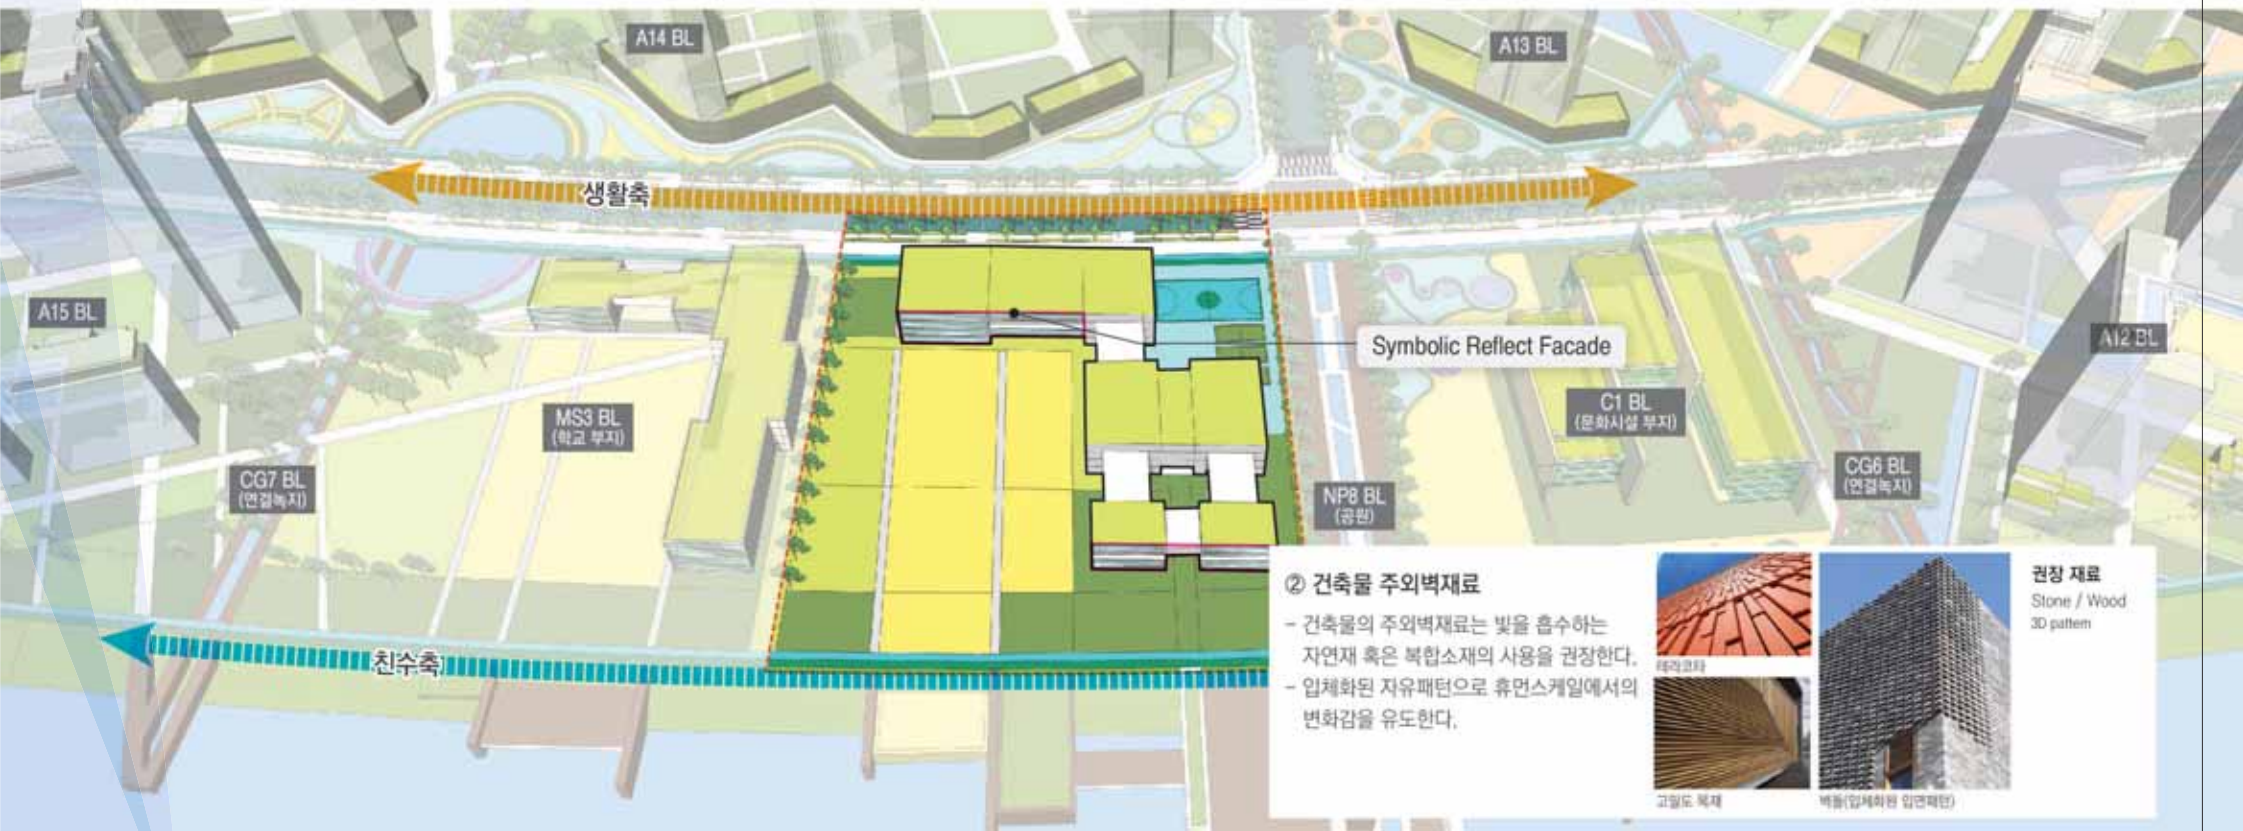 A14 BL
A13 BL
생활축
A15 BL
Symbolic Reflect Facade
A12 BL
MS3 BL
(학교 부지)
C1 BL
(문화시설 부지)
CG7 BL
(연결녹지)
NP8 BL
(공원)
CG6 BL
(연결녹지)
친수축
② 건축물 주외벽재료
- 건축물의 주외벽재료는 빛을 흡수하는
자연재 혹은 복합소재의 사용을 권장한다.
- 입체화된 자유패턴으로 휴먼스케일에서의
변화감을 유도한다.
테라코타
고밀도 목재
벽돌(입체화된 입면패턴)
권장 재료
Stone / Wood
3D pattern